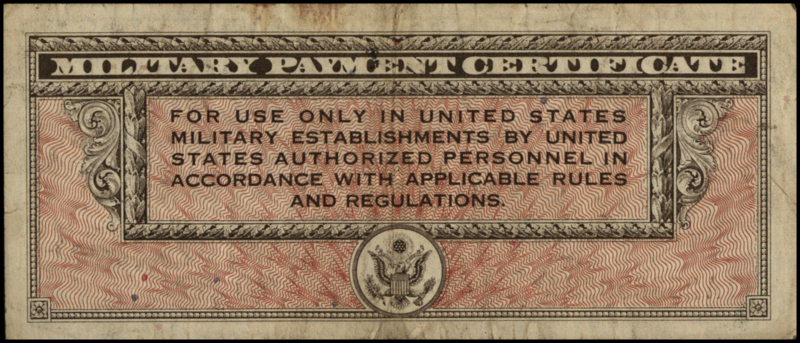 MILITARY PAYMENT CERTIFICATE
FOR USE ONLY IN UNITED STATES
MILITARY ESTABLISHMENTS BY UNITED
STATES AUTHORIZED PERSONNEL IN
ACCORDANCE WITH APPLICABLE RULES
AND REGULATIONS.